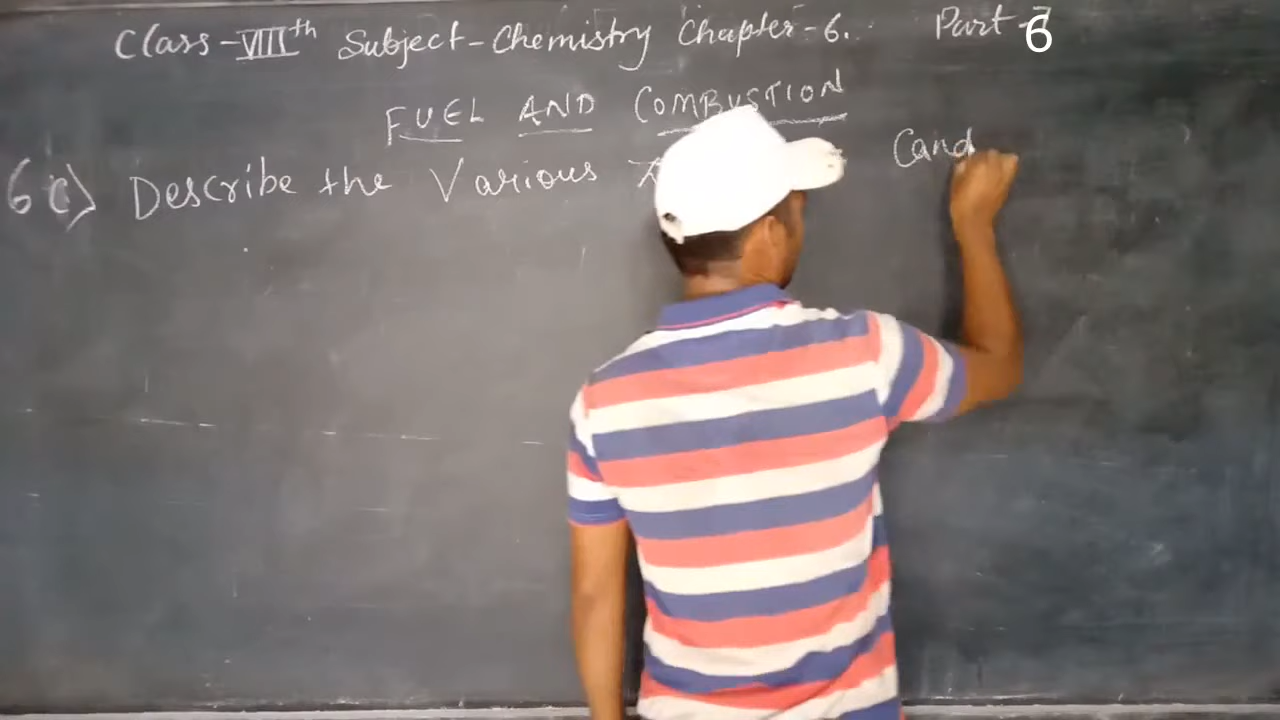 Class-VIIIth Subject-Chemistry Chapter-6. Part-6
FUEL AND COMBUSTION
6 c) Describe the Various Cand